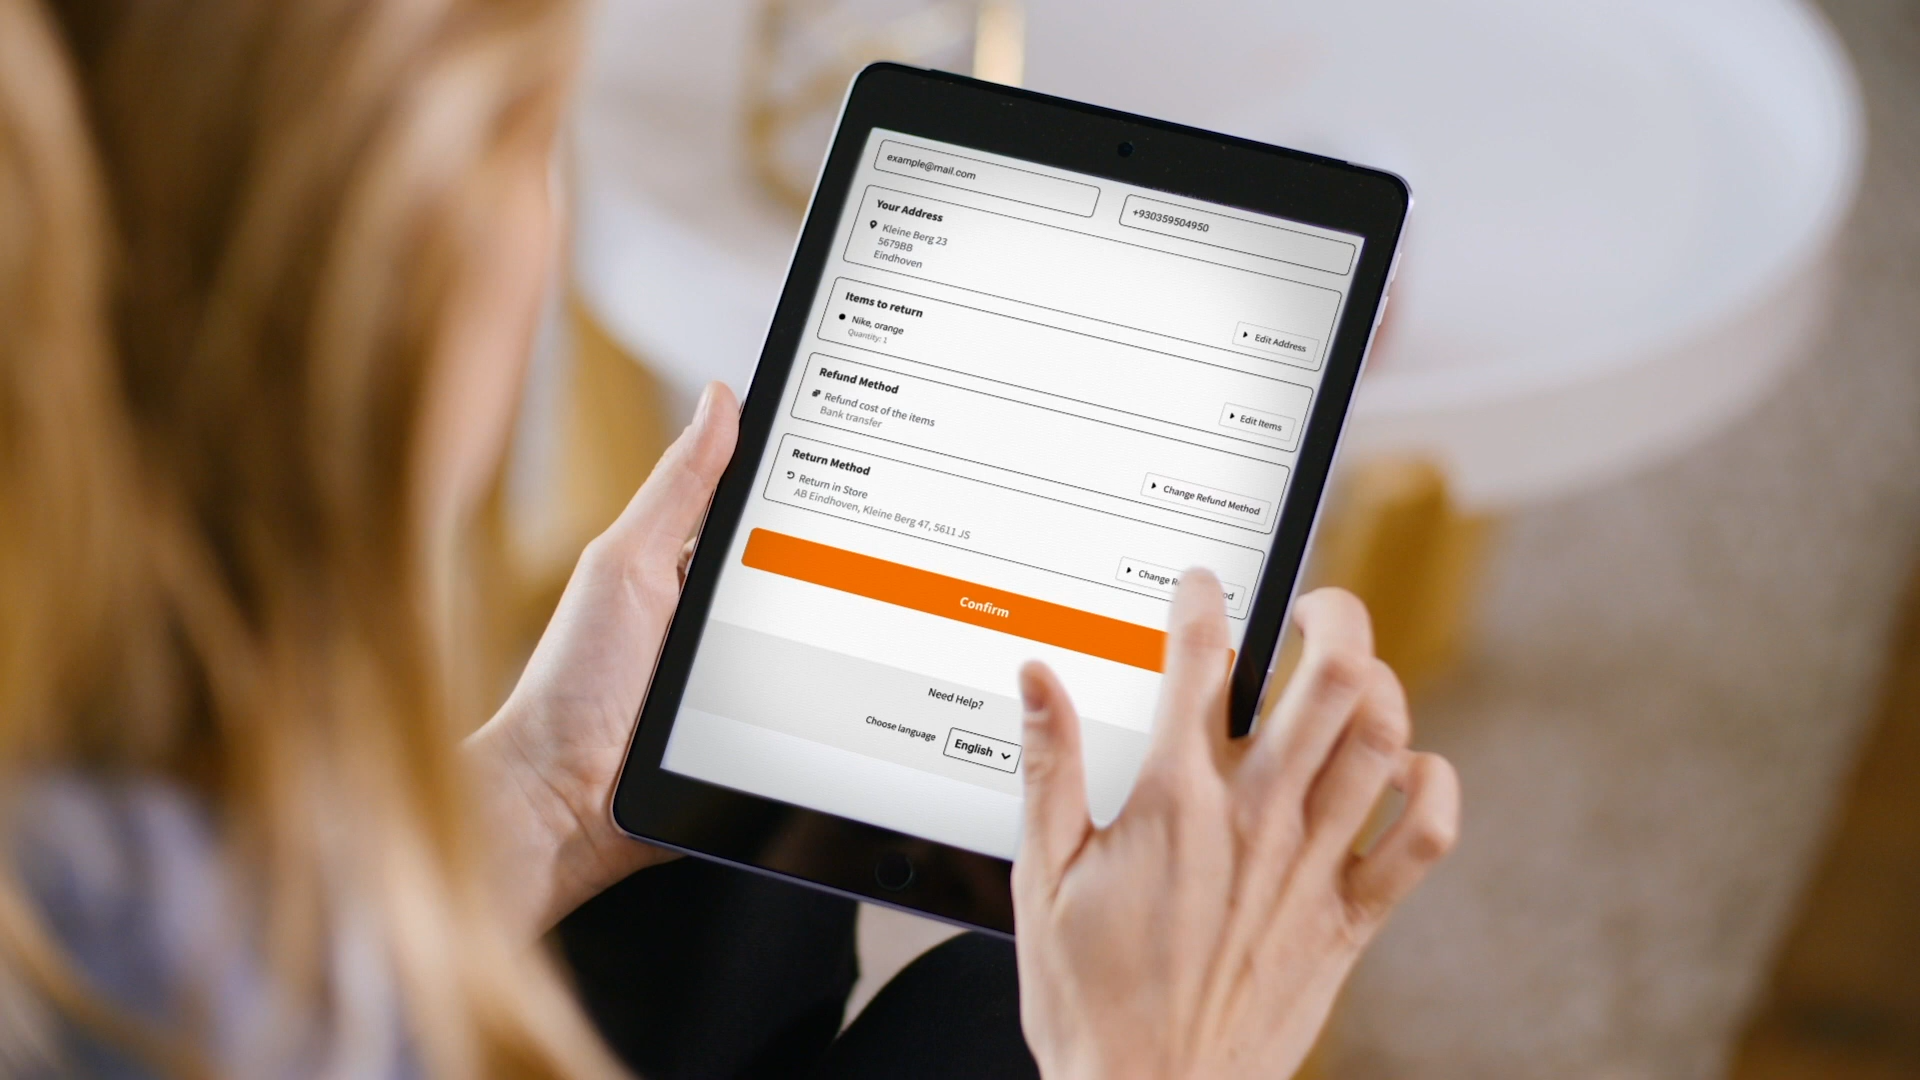 example@mail.com
+930359504950
Your Address
Kleine Berg 23
5679BB
Eindhoven
Edit Address
Items to return
Nike, orange
Quantity: 1
Edit Items
Refund Method
Refund cost of the items
Bank transfer
Change Refund Method
Return Method
Return in Store
AB Eindhoven, Kleine Berg 47, 5611 JS
Change
Confirm
Need Help?
Choose language
English